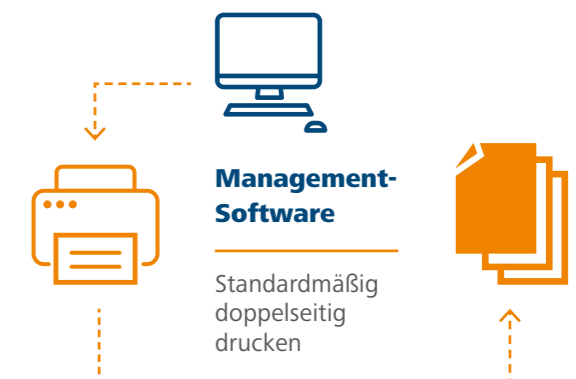 Management-
Software
Standardmäßig
doppelseitig
drucken